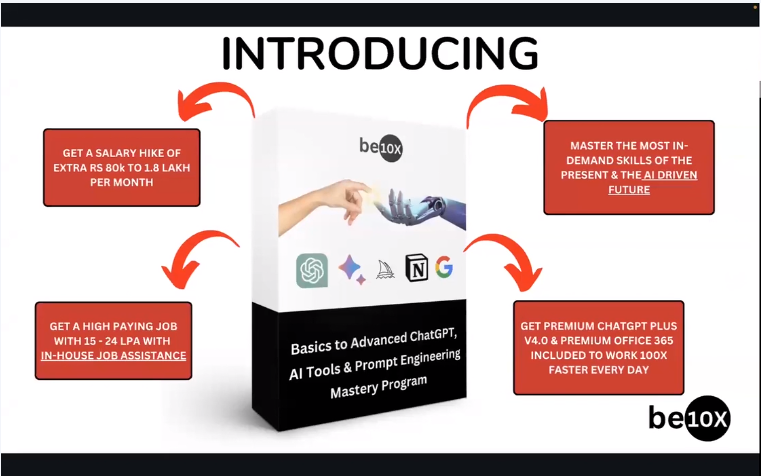 INTRODUCING
GET A SALARY HIKE OF
EXTRA RS 80k TO 1.8 LAKH
PER MONTH
MASTER THE MOST IN-
DEMAND SKILLS OF THE
PRESENT & THE AI DRIVEN
FUTURE
be10X
N
GET A HIGH PAYING JOB
WITH 15 - 24 LPA WITH
IN-HOUSE JOB ASSISTANCE
GET PREMIUM CHATGPT PLUS
V4.0 & PREMIUM OFFICE 365
INCLUDED TO WORK 100X
FASTER EVERY DAY
Basics to Advanced ChatGPT,
AI Tools & Prompt Engineering
Mastery Program
be10X